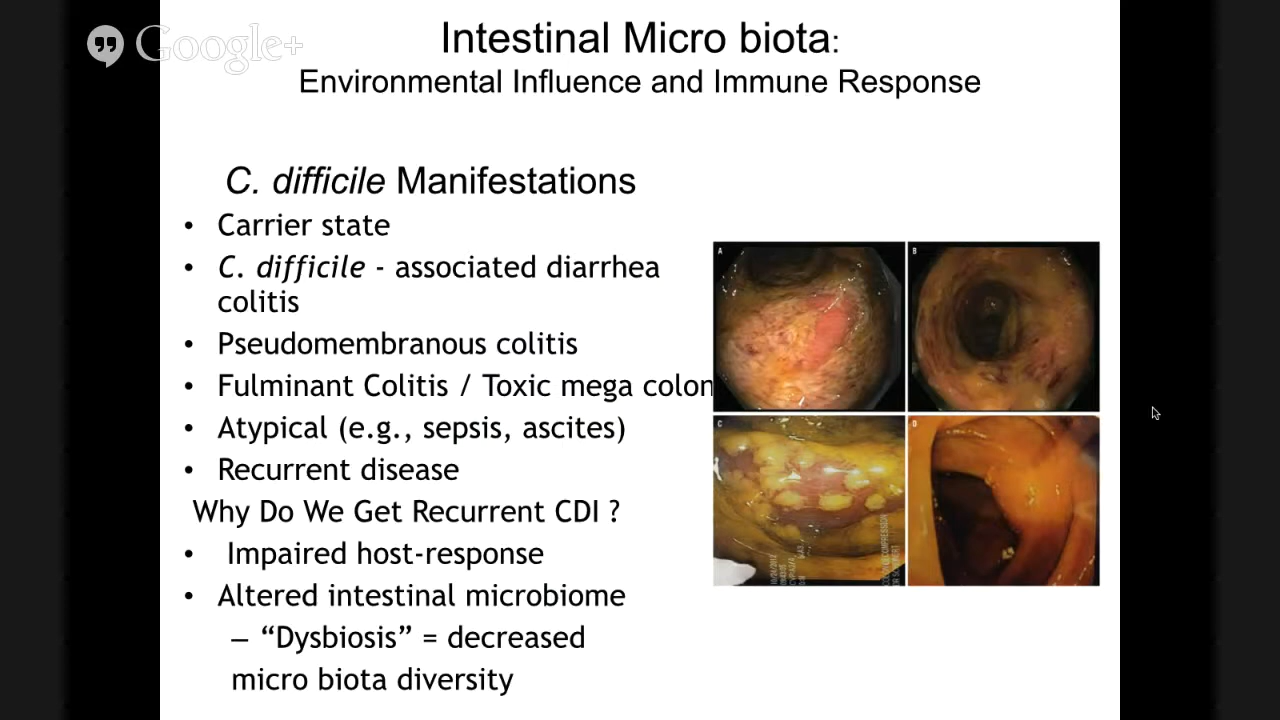 Google+
Intestinal Micro biota:
Environmental Influence and Immune Response
C. difficile Manifestations
• Carrier state
• C. difficile - associated diarrhea
colitis
• Pseudomembranous colitis
• Fulminant Colitis / Toxic mega colon
• Atypical (e.g., sepsis, ascites)
• Recurrent disease
Why Do We Get Recurrent CDI ?
• Impaired host-response
• Altered intestinal microbiome
– “Dysbiosis” = decreased
micro biota diversity
A
B
C
D